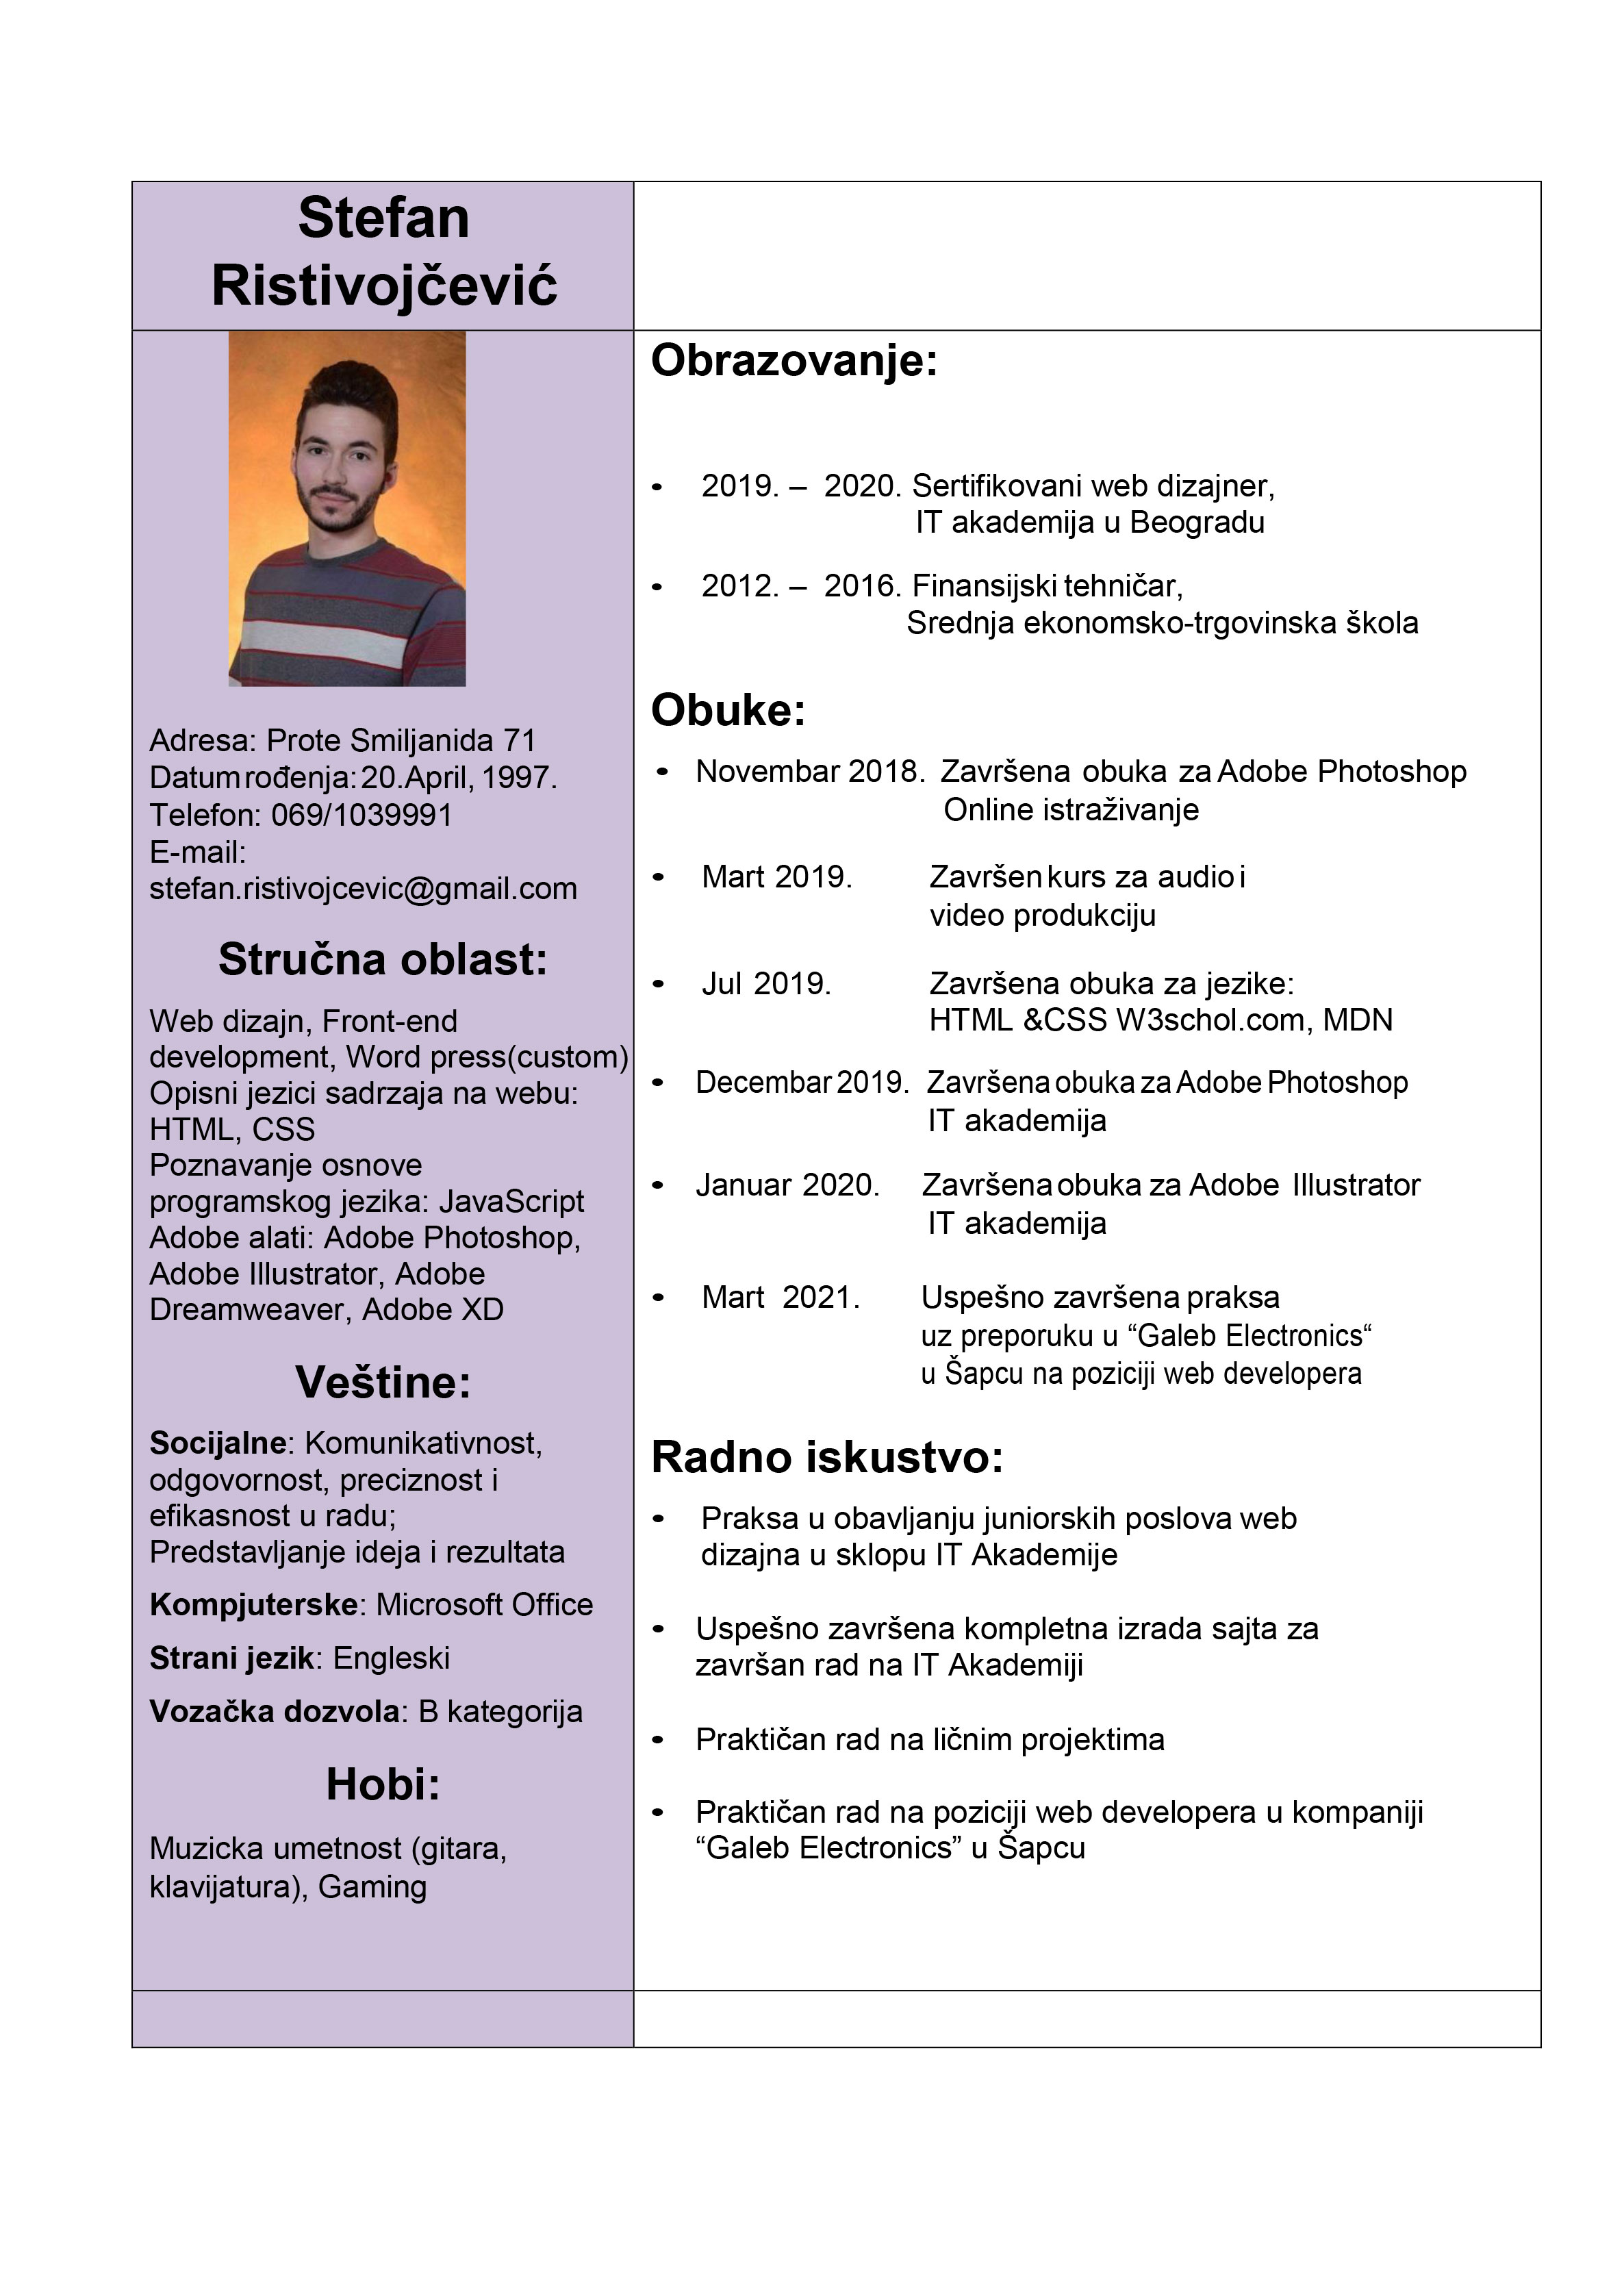 Stefan
Ristivojčević
Adresa: Prote Smiljanida 71
Datum rođenja: 20.April, 1997.
Telefon: 069/1039991
E-mail:
stefan.ristivojcevic@gmail.com
Stručna oblast:
Web dizajn, Front-end
development, Word press(custom)
Opisni jezici sadrzaja na webu:
HTML, CSS
Poznavanje osnove
programskog jezika: JavaScript
Adobe alati: Adobe Photoshop,
Adobe Illustrator, Adobe
Dreamweaver, Adobe XD
Veštine:
Socijalne: Komunikativnost,
odgovornost, preciznost i
efikasnost u radu;
Predstavljanje ideja i rezultata
Kompjuterske: Microsoft Office
Strani jezik: Engleski
Vozačka dozvola: B kategorija
Hobi:
Muzicka umetnost (gitara,
klavijatura), Gaming
Obrazovanje:
• 2019. – 2020. Sertifikovani web dizajner,
IT akademija u Beogradu
• 2012. – 2016. Finansijski tehničar,
Srednja ekonomsko-trgovinska škola
Obuke:
• Novembar 2018. Završena obuka za Adobe Photoshop
Online istraživanje
• Mart 2019. Završen kurs za audio i
video produkciju
• Jul 2019. Završena obuka za jezike:
HTML &CSS W3schol.com, MDN
• Decembar 2019. Završena obuka za Adobe Photoshop
IT akademija
• Januar 2020. Završena obuka za Adobe Illustrator
IT akademija
• Mart 2021. Uspešno završena praksa
uz preporuku u “Galeb Electronics“
u Šapcu na poziciji web developera
Radno iskustvo:
• Praksa u obavljanju juniorskih poslova web
dizajna u sklopu IT Akademije
• Uspešno završena kompletna izrada sajta za
završan rad na IT Akademiji
• Praktičan rad na ličnim projektima
• Praktičan rad na poziciji web developera u kompaniji
“Galeb Electronics” u Šapcu